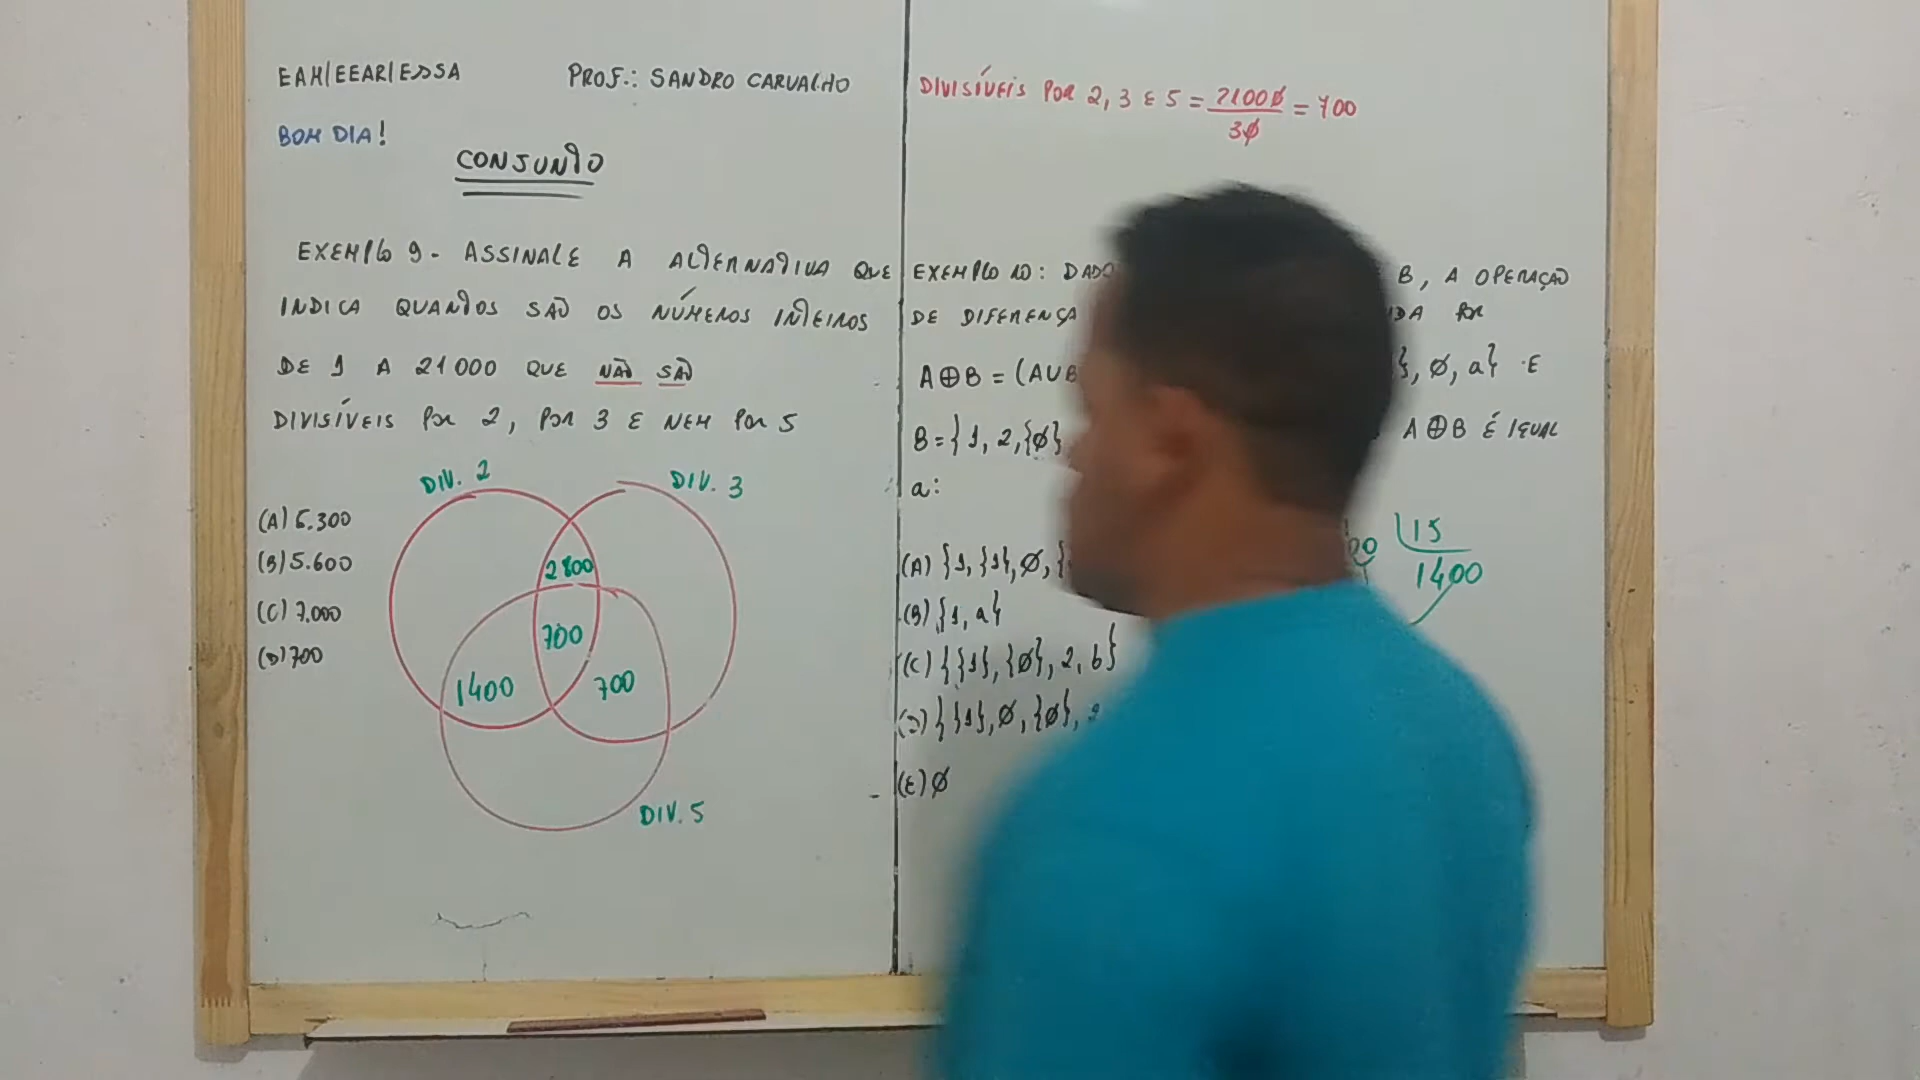 EAM/EEAR/ESSA
PROF.: SANDRO CARVALHO
BOM DIA!
CONJUNTO
EXEMPLO 9 - ASSINALE A ALTERNATIVA QUE
INDICA QUANTOS SÃO OS NÚMEROS INTEIROS
DE 1 A 21000 QUE NÃO SÃO
DIVISÍVEIS POR 2, POR 3 E NEM POR 5
(A) 5.300
(B) 5.600
(C) 7.000
(D) 700
DIV. 2
DIV. 3
2800
700
1400
700
DIV. 5
DIVISÍVEIS POR 2, 3 E 5 = 21000/30 = 700
EXEMPLO 10: B, A OPERAÇÃO
DE DIFERENÇA POR
A⊕B = (A∪B }, ∅, a} E
B = {1, 2, {∅} A⊕B É IGUAL
a:
(A) {1, {1}, ∅,
(B) {1, a}
(C) {{1}, {∅}, 2, b}
(D) {{1}, ∅, {∅},
(E) ∅
15
1400